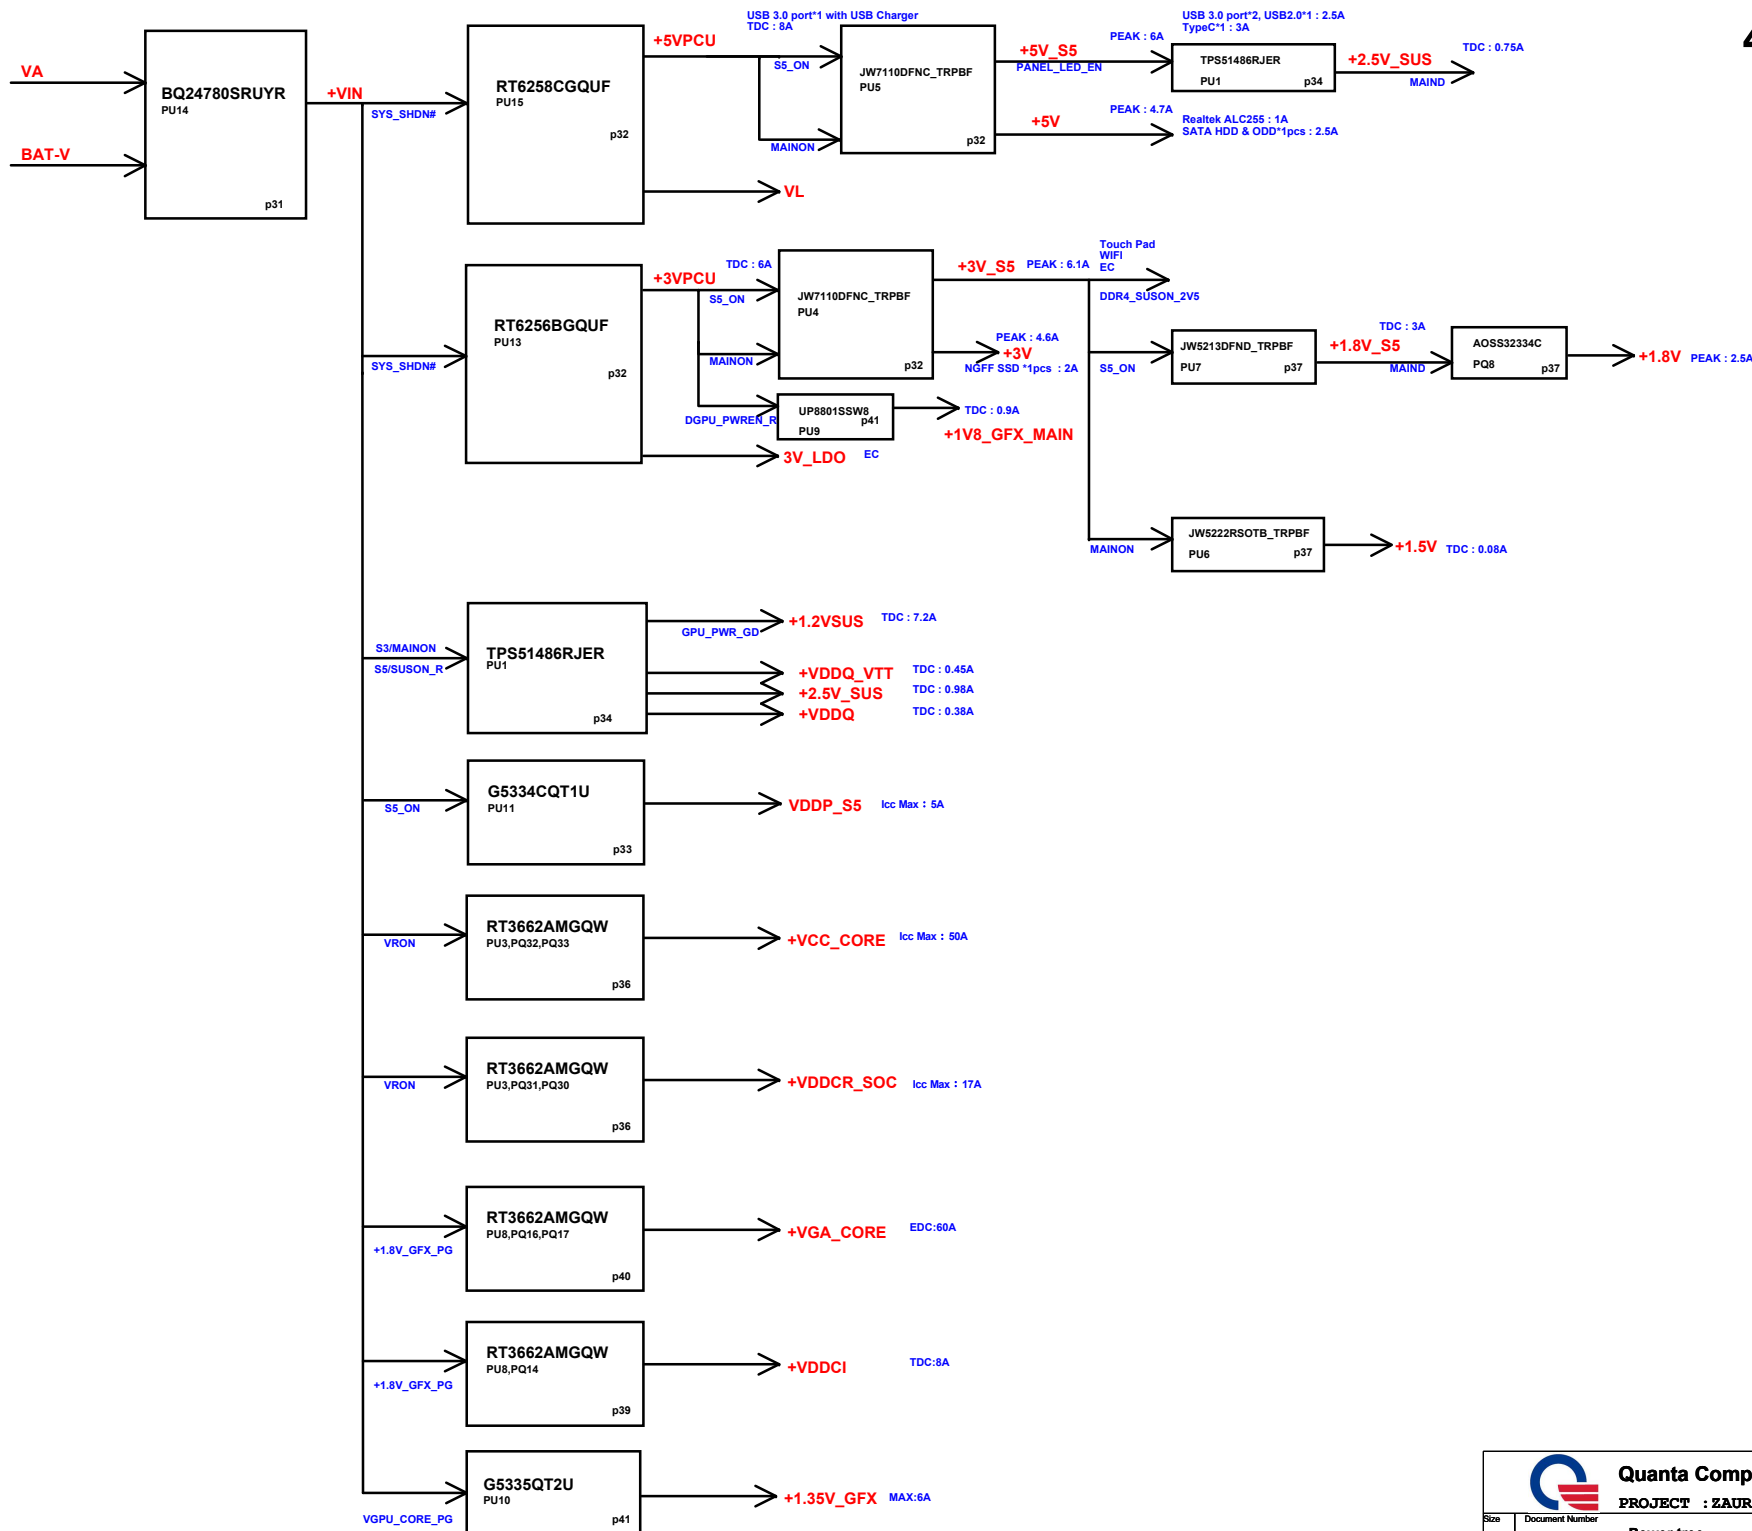 VA
BAT-V
BQ24780SRUYR
PU14
p31
+VIN
SYS_SHDN#
RT6258CGQUF
PU15
p32
+5VPCU
USB 3.0 port*1 with USB Charger
TDC : 8A
S5_ON
MAINON
VL
JW7110DFNC_TRPBF
PU5
p32
+5V_S5
PANEL_LED_EN
PEAK : 6A
+5V
PEAK : 4.7A
USB 3.0 port*2, USB2.0*1 : 2.5A
TypeC*1 : 3A
TPS51486RJER
PU1
p34
+2.5V_SUS
TDC : 0.75A
MAIND
Realtek ALC255 : 1A
SATA HDD & ODD*1pcs : 2.5A
SYS_SHDN#
RT6256BGQUF
PU13
p32
+3VPCU
TDC : 6A
S5_ON
MAINON
DGPU_PWREN_R
JW7110DFNC_TRPBF
PU4
p32
+3V_S5
PEAK : 6.1A
Touch Pad
WIFI
EC
DDR4_SUSON_2V5
PEAK : 4.6A
+3V
NGFF SSD *1pcs : 2A
UP8801SSW8
p41
PU9
TDC : 0.9A
+1V8_GFX_MAIN
3V_LDO
EC
S5_ON
JW5213DFND_TRPBF
PU7
p37
+1.8V_S5
TDC : 3A
MAIND
AOSS32334C
PQ8
p37
+1.8V
PEAK : 2.5A
MAINON
JW5222RSOTB_TRPBF
PU6
p37
+1.5V
TDC : 0.08A
S3/MAINON
S5/SUSON_R
TPS51486RJER
PU1
p34
GPU_PWR_GD
+1.2VSUS
TDC : 7.2A
+VDDQ_VTT
TDC : 0.45A
+2.5V_SUS
TDC : 0.98A
+VDDQ
TDC : 0.38A
S5_ON
G5334CQT1U
PU11
p33
VDDP_S5
Icc Max : 5A
VRON
RT3662AMGQW
PU3,PQ32,PQ33
p36
+VCC_CORE
Icc Max : 50A
VRON
RT3662AMGQW
PU3,PQ31,PQ30
p36
+VDDCR_SOC
Icc Max : 17A
+1.8V_GFX_PG
RT3662AMGQW
PU8,PQ16,PQ17
p40
+VGA_CORE
EDC:60A
+1.8V_GFX_PG
RT3662AMGQW
PU8,PQ14
p39
+VDDCI
TDC:8A
VGPU_CORE_PG
G5335QT2U
PU10
p41
+1.35V_GFX
MAX:6A
Quanta Comp
PROJECT : ZAUR
Size
Document Number